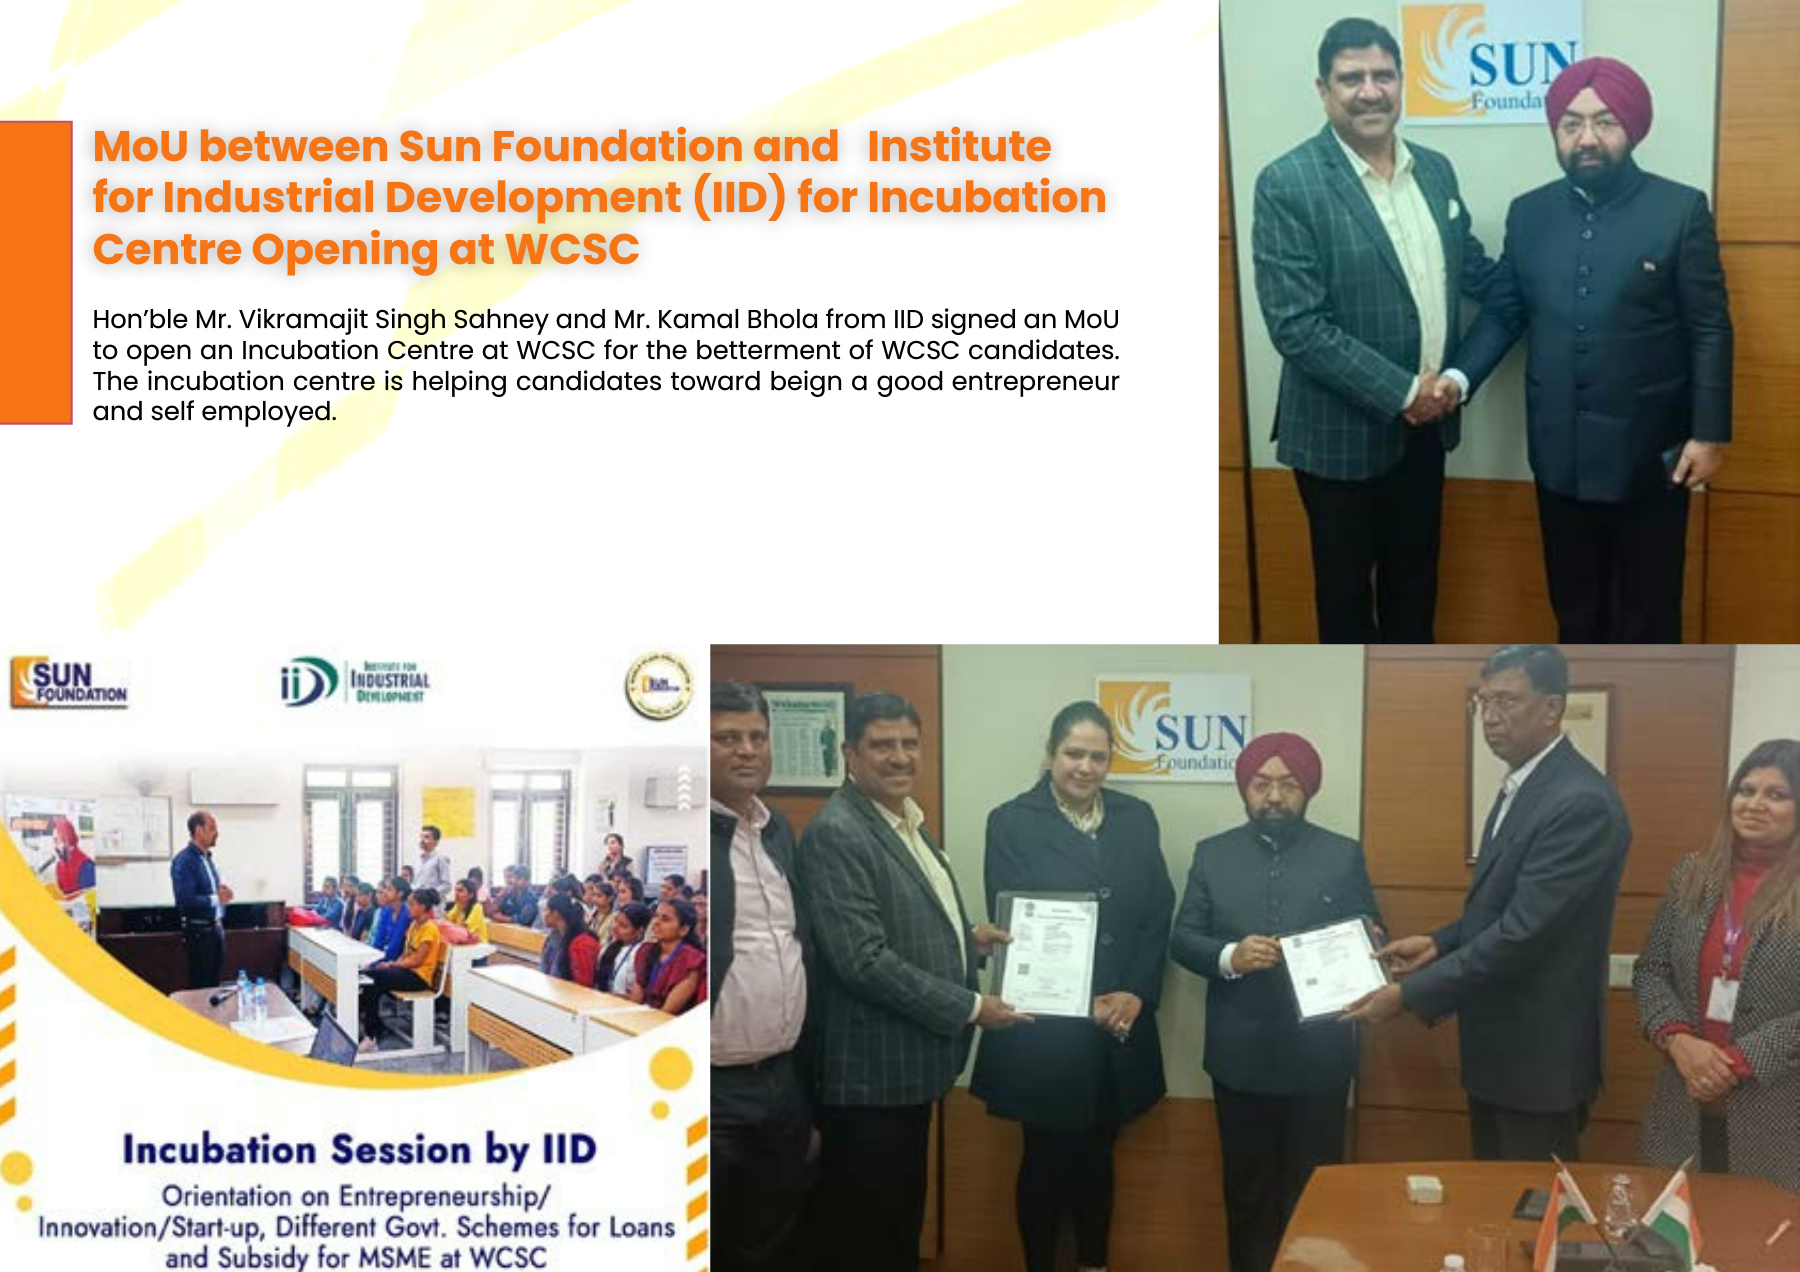 MoU between Sun Foundation and Institute
for Industrial Development (IID) for Incubation
Centre Opening at WCSC
Hon’ble Mr. Vikramajit Singh Sahney and Mr. Kamal Bhola from IID signed an MoU
to open an Incubation Centre at WCSC for the betterment of WCSC candidates.
The incubation centre is helping candidates toward beign a good entrepreneur
and self employed.
SUN
Founda
SUN
FOUNDATION
iiD
INSTITUTE FOR
INDUSTRIAL
DEVELOPMENT
SUN
Incubation Session by IID
Orientation on Entrepreneurship/
Innovation/Start-up, Different Govt. Schemes for Loans
and Subsidy for MSME at WCSC
SUN
Foundatio